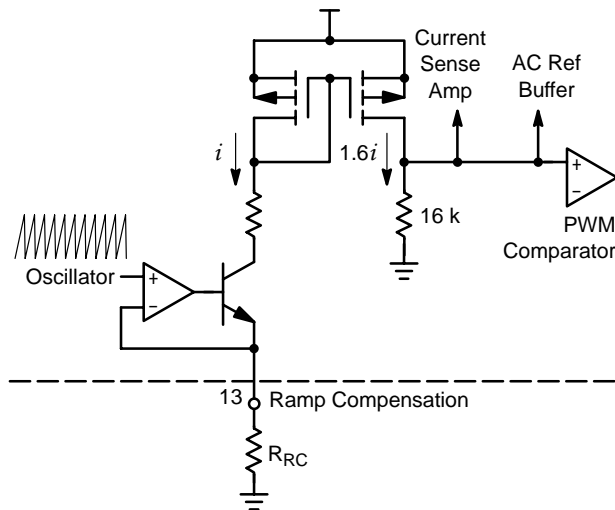 Current
Sense
Amp
AC Ref
Buffer
i
1.6i
+
−
16 k
PWM
Comparator
Oscillator
+
−
13
Ramp Compensation
RRC